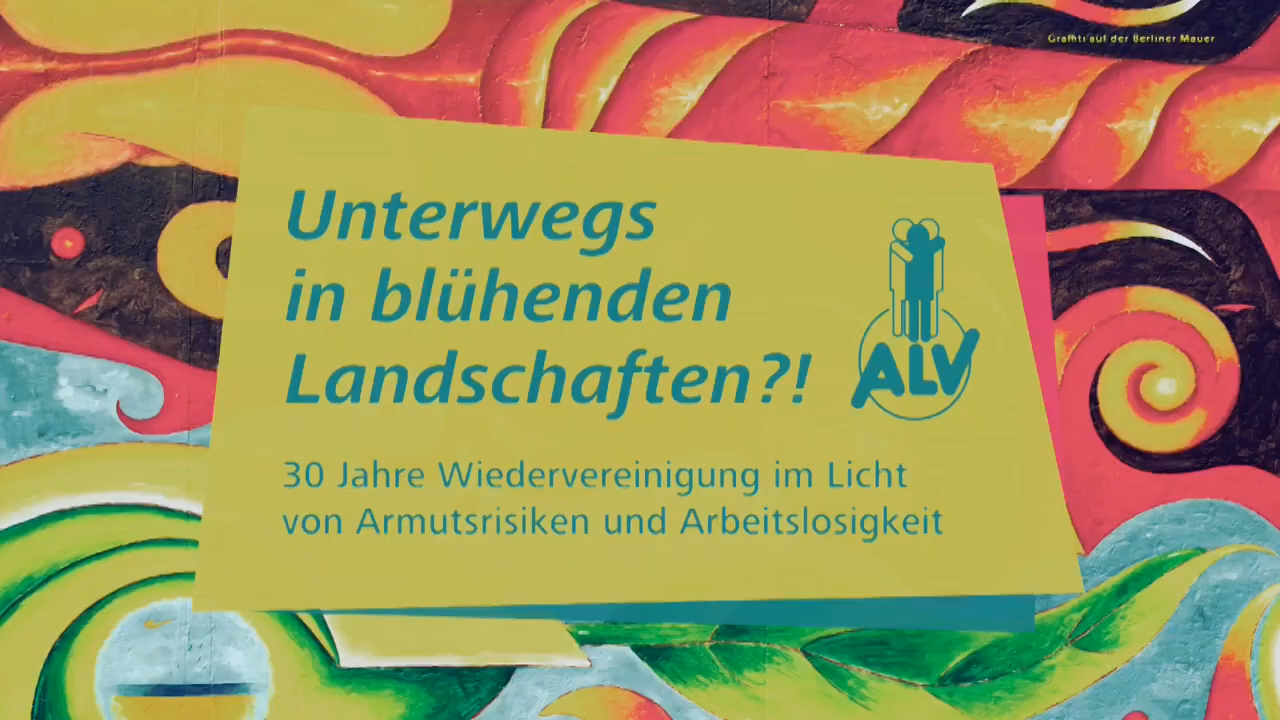 Graffiti auf der Berliner Mauer
Unterwegs
in blühenden
Landschaften?!
ALV
30 Jahre Wiedervereinigung im Licht
von Armutsrisiken und Arbeitslosigkeit